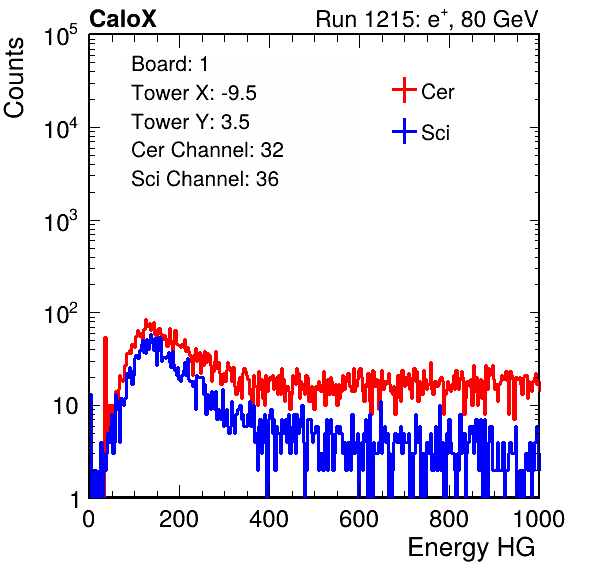 CaloX Run 1215: e+, 80 GeV
Counts
Board: 1
Tower X: -9.5
Tower Y: 3.5
Cer Channel: 32
Sci Channel: 36
Cer
Sci
10^5
10^4
10^3
10^2
10
1
0 200 400 600 800 1000
Energy HG